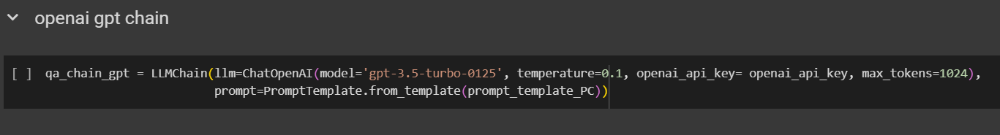 openai gpt chain
[ ] qa_chain_gpt = LLMChain(llm=ChatOpenAI(model='gpt-3.5-turbo-0125', temperature=0.1, openai_api_key= openai_api_key, max_tokens=1024),
prompt=PromptTemplate.from_template(prompt_template_PC))